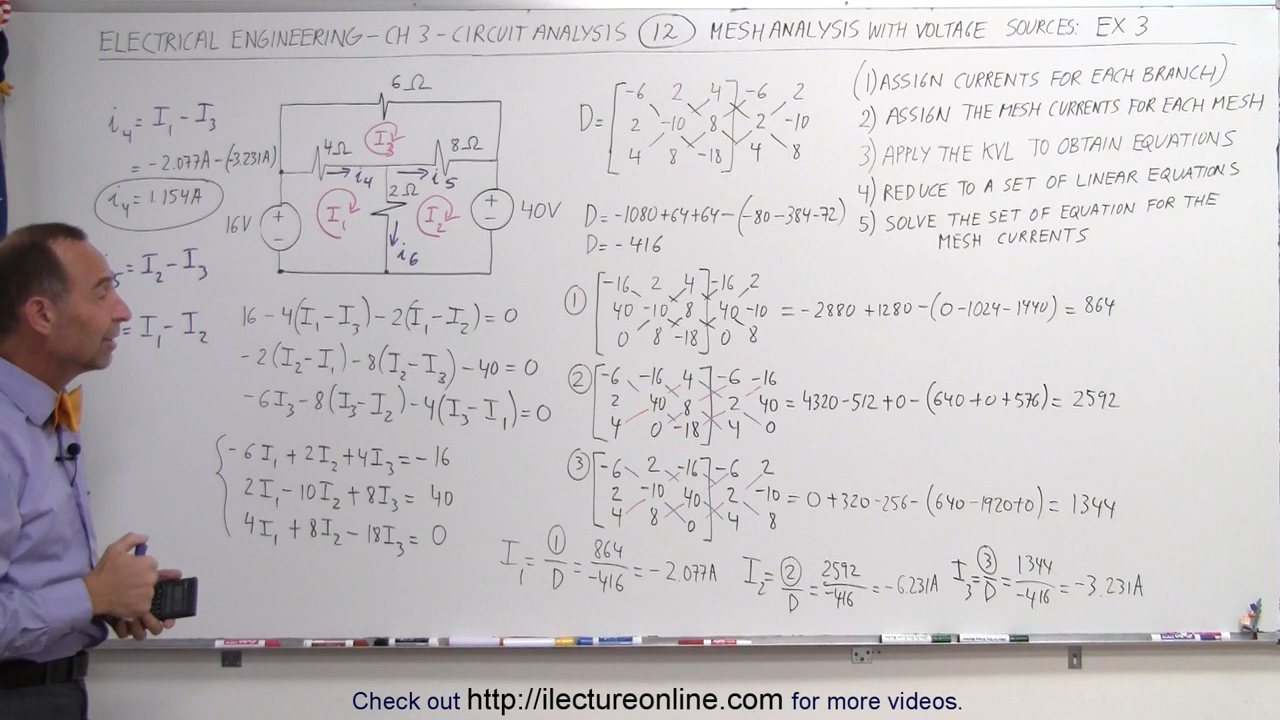 ELECTRICAL ENGINEERING - CH 3 - CIRCUIT ANALYSIS (12) MESH ANALYSIS WITH VOLTAGE SOURCES: EX 3
i₄ = I₁ - I₃
= -2.077A - (-3.231A)
i₄ = 1.154A
₅ = I₂ - I₃
= I₁ - I₂
6Ω
I₃
4Ω
8Ω
i₄
i₅
2Ω
I₁
I₂
16V
+
-
+
-
40V
i₆
16 - 4(I₁ - I₃) - 2(I₁ - I₂) = 0
-2(I₂ - I₁) - 8(I₂ - I₃) - 40 = 0
-6I₃ - 8(I₃ - I₂) - 4(I₃ - I₁) = 0
-6I₁ + 2I₂ + 4I₃ = -16
2I₁ - 10I₂ + 8I₃ = 40
4I₁ + 8I₂ - 18I₃ = 0
-6 2 4 -6 2
D = 2 -10 8 2 -10
4 8 -18 4 8
D = -1080+64+64-(-80-384-72)
D = -416
-16 2 4 -16 2
① 40 -10 8 40 -10 = -2880 + 1280 - (0-1024-1440) = 864
0 8 -18 0 8
② -6 -16 4 -6 -16
2 40 8 2 40 = 4320-512+0-(640+0+576) = 2592
4 0 -18 4 0
③ -6 2 -16 -6 2
2 -10 40 2 -10 = 0+320-256-(640-1920+0) = 1344
4 8 0 4 8
I₁ = ①/D = 864/-416 = -2.077A
I₂ = ②/D = 2592/-416 = -6.231A
I₃ = ③/D = 1344/-416 = -3.231A
(1) ASSIGN CURRENTS FOR EACH BRANCH)
2) ASSIGN THE MESH CURRENTS FOR EACH MESH
3) APPLY THE KVL TO OBTAIN EQUATIONS
4) REDUCE TO A SET OF LINEAR EQUATIONS
5) SOLVE THE SET OF EQUATION FOR THE
MESH CURRENTS
Check out http://ilectureonline.com for more videos.